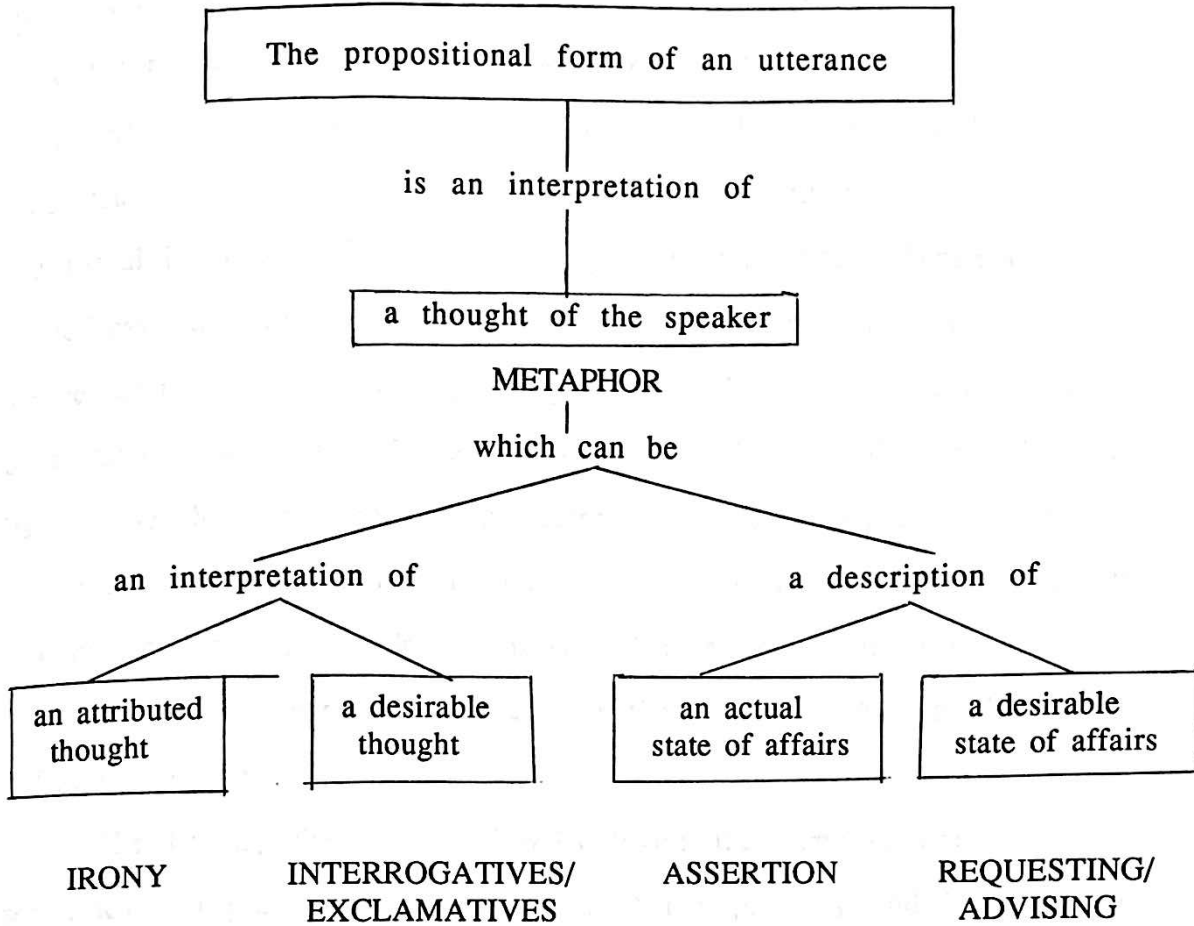 The propositional form of an utterance
is an interpretation of
a thought of the speaker
METAPHOR
which can be
an interpretation of
a description of
an attributed
thought
a desirable
thought
an actual
state of affairs
a desirable
state of affairs
IRONY
INTERROGATIVES/
EXCLAMATIVES
ASSERTION
REQUESTING/
ADVISING